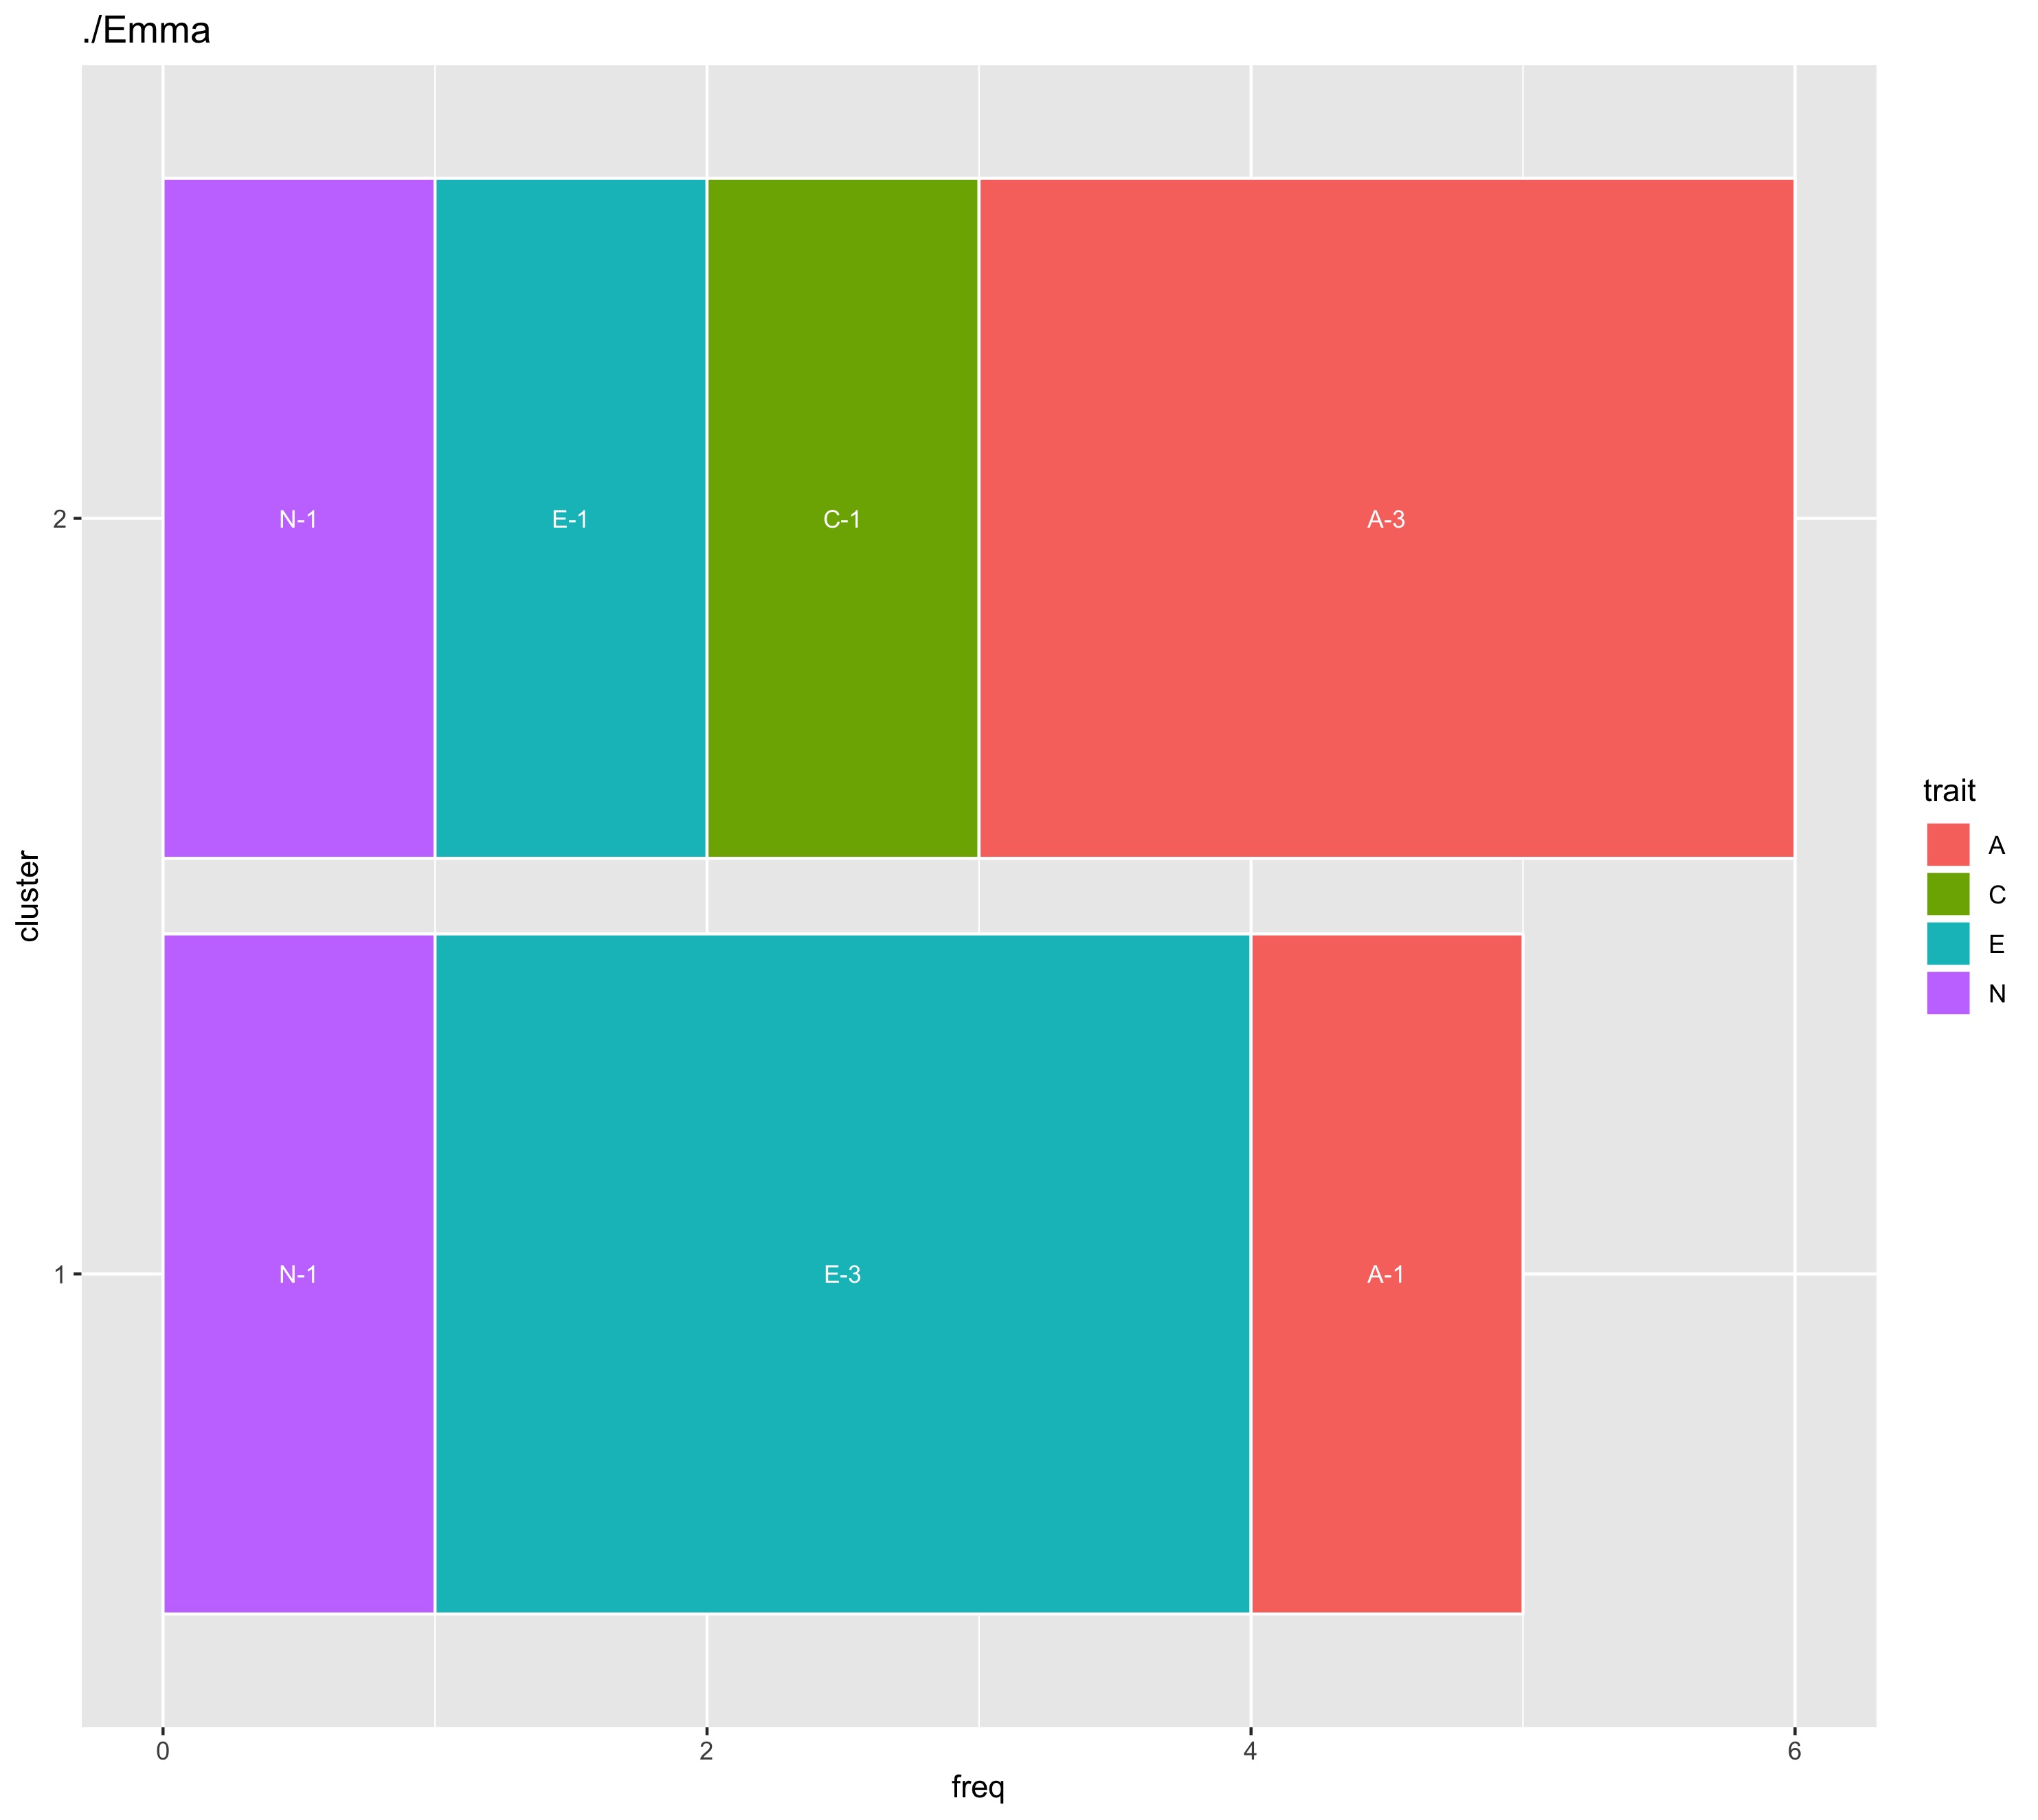 ./Emma
cluster
2
N-1 E-1 C-1 A-3
1
N-1 E-3 A-1
0 2 4 6
freq
trait
A
C
E
N